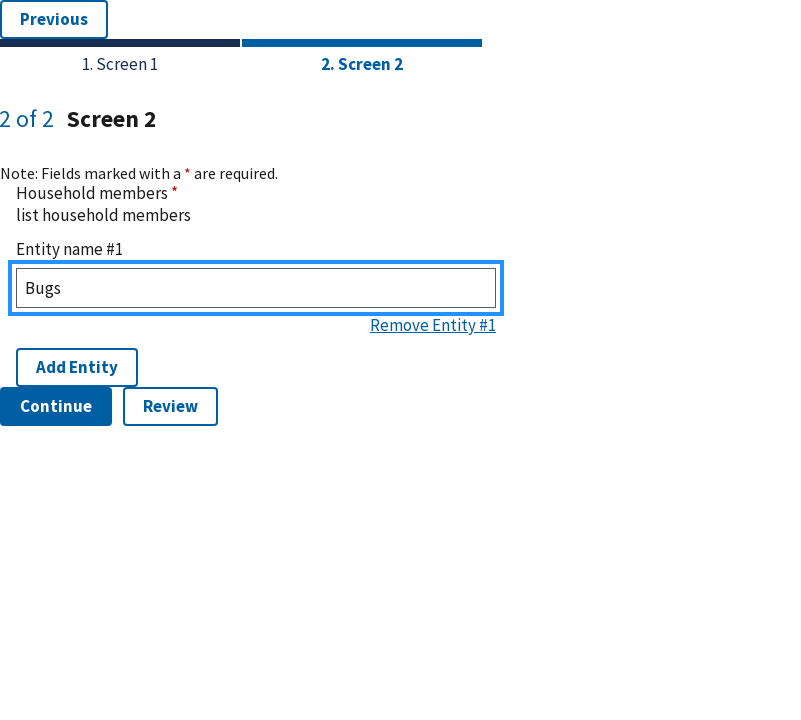 Previous
1. Screen 1
2. Screen 2
2 of 2 Screen 2
Note: Fields marked with a * are required.
Household members *
list household members
Entity name #1
Bugs
Remove Entity #1
Add Entity
Continue
Review